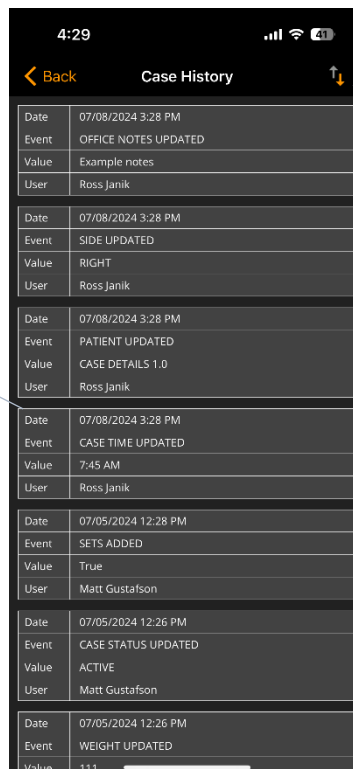 4:29
41
Back Case History
Date 07/08/2024 3:28 PM
Event OFFICE NOTES UPDATED
Value Example notes
User Ross Janik
Date 07/08/2024 3:28 PM
Event SIDE UPDATED
Value RIGHT
User Ross Janik
Date 07/08/2024 3:28 PM
Event PATIENT UPDATED
Value CASE DETAILS 1.0
User Ross Janik
Date 07/08/2024 3:28 PM
Event CASE TIME UPDATED
Value 7:45 AM
User Ross Janik
Date 07/05/2024 12:28 PM
Event SETS ADDED
Value True
User Matt Gustafson
Date 07/05/2024 12:26 PM
Event CASE STATUS UPDATED
Value ACTIVE
User Matt Gustafson
Date 07/05/2024 12:26 PM
Event WEIGHT UPDATED
Value 111